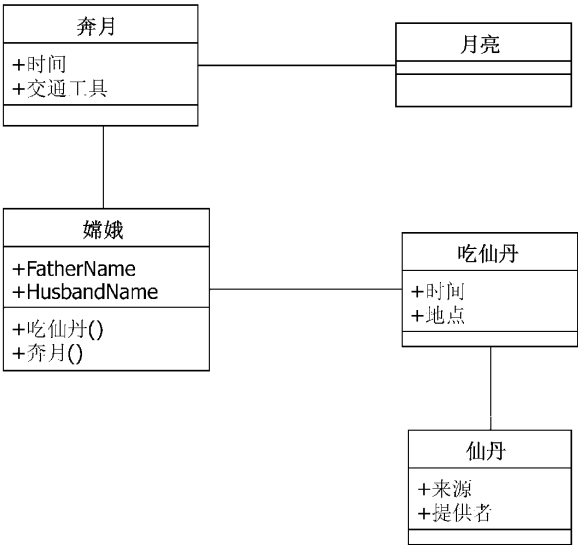 奔月
+时间
+交通工具
月亮
嫦娥
+FatherName
+HusbandName
+吃仙丹()
+奔月()
吃仙丹
+时间
+地点
仙丹
+来源
+提供者